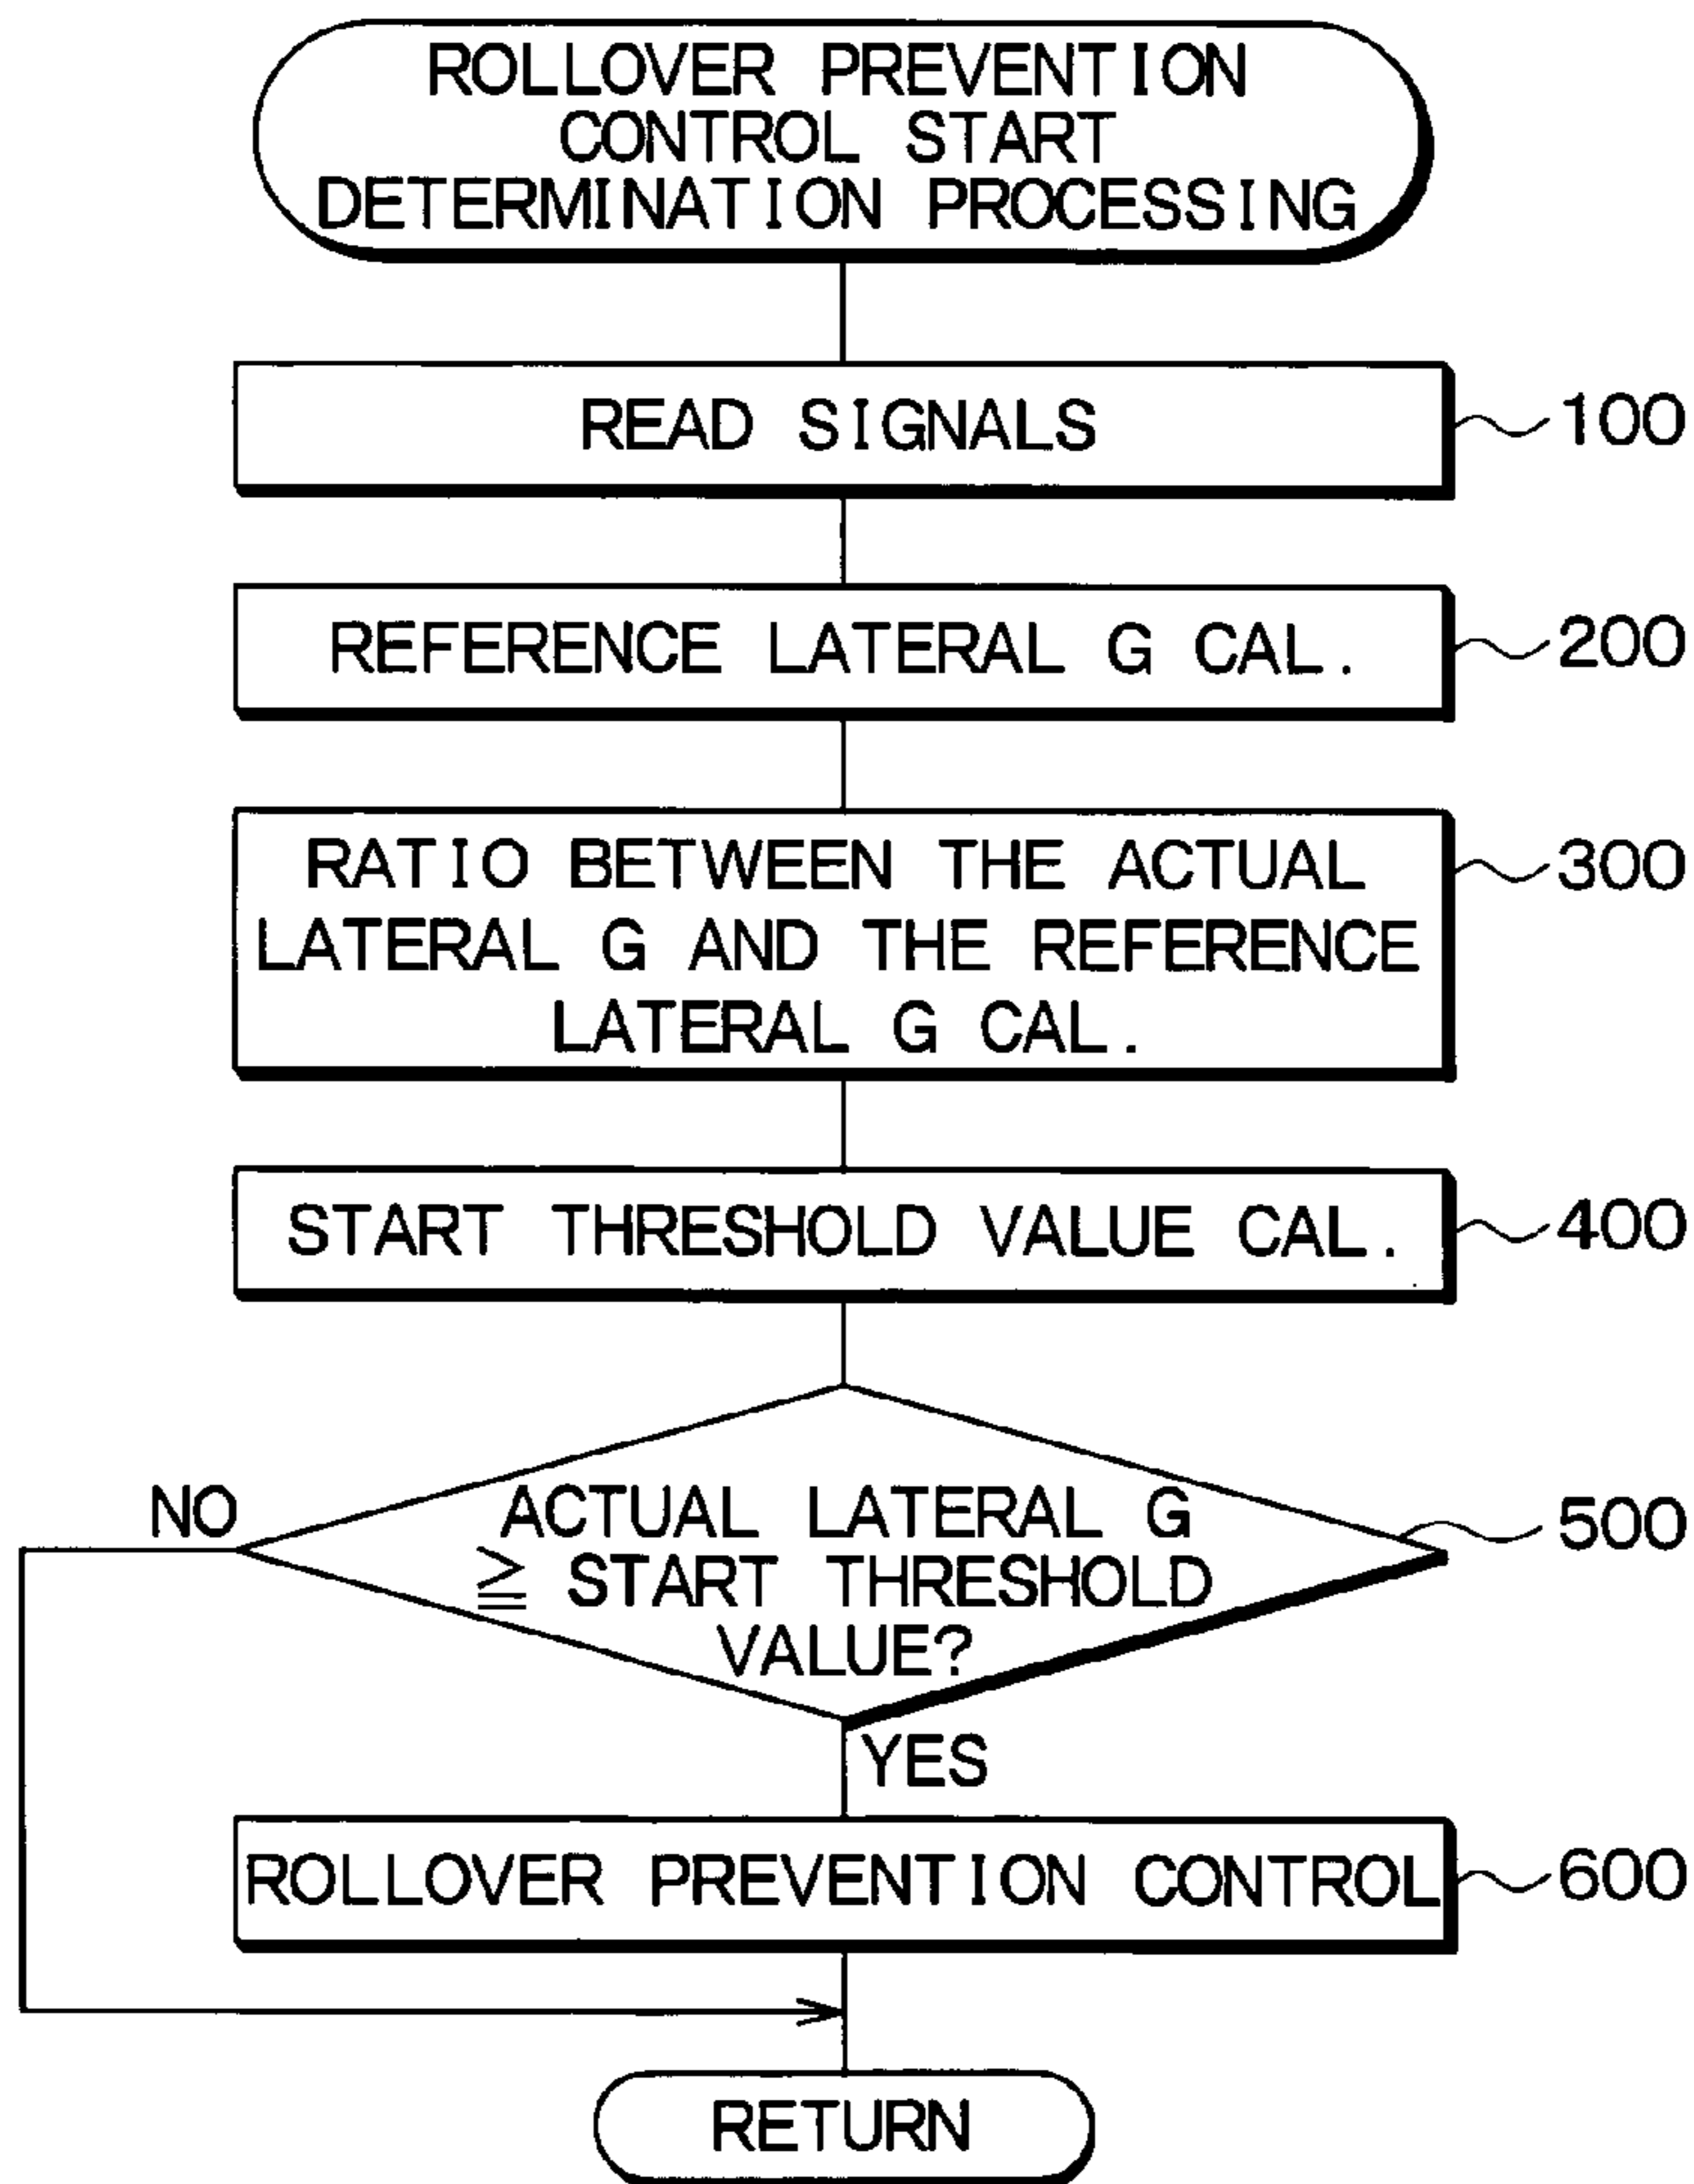 ROLLOVER PREVENTION
CONTROL START
DETERMINATION PROCESSING
READ SIGNALS
100
REFERENCE LATERAL G CAL.
200
RATIO BETWEEN THE ACTUAL
LATERAL G AND THE REFERENCE
LATERAL G CAL.
300
START THRESHOLD VALUE CAL.
400
NO
ACTUAL LATERAL G
≧ START THRESHOLD
VALUE?
500
YES
ROLLOVER PREVENTION CONTROL
600
RETURN